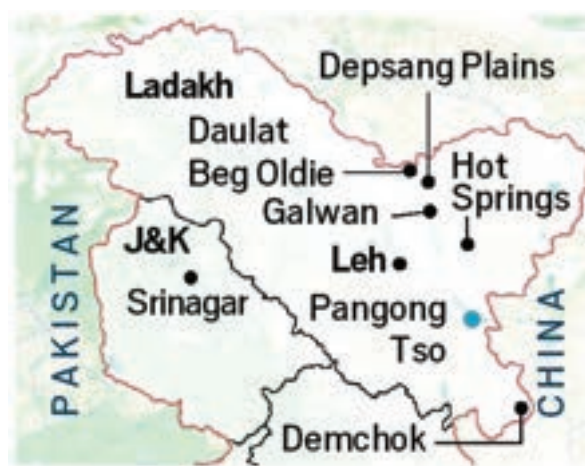 Depsang Plains
Ladakh
Daulat
Beg Oldie
Hot
Springs
Galwan
J&K
Srinagar
Leh
Pangong
Tso
Demchok
PAKISTAN
CHINA